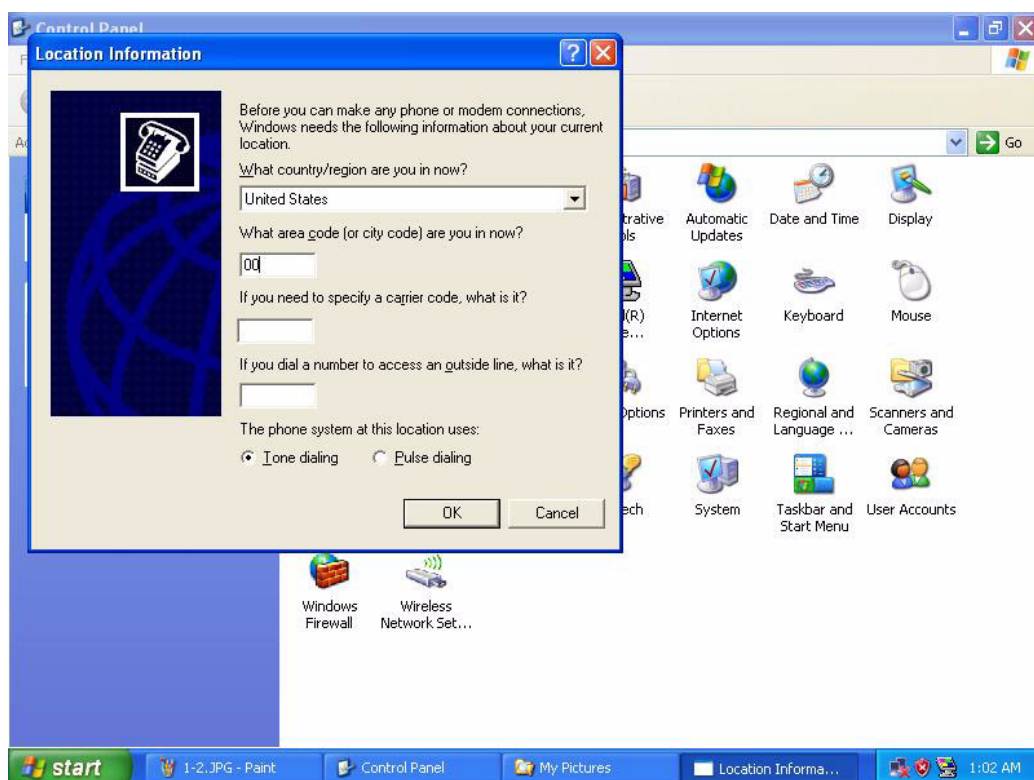 Control Panel
Location Information
Before you can make any phone or modem connections,
Windows needs the following information about your current
location.
What country/region are you in now?
United States
What area code (or city code) are you in now?
00
If you need to specify a carrier code, what is it?
If you dial a number to access an outside line, what is it?
The phone system at this location uses:
Tone dialing
Pulse dialing
OK
Cancel
Go
Automatic
Updates
Date and Time
Display
Internet
Options
Keyboard
Mouse
Printers and
Faxes
Regional and
Language ...
Scanners and
Cameras
System
Taskbar and
Start Menu
User Accounts
Windows
Firewall
Wireless
Network Set...
start
1-2.JPG - Paint
Control Panel
My Pictures
Location Informa...
1:02 AM